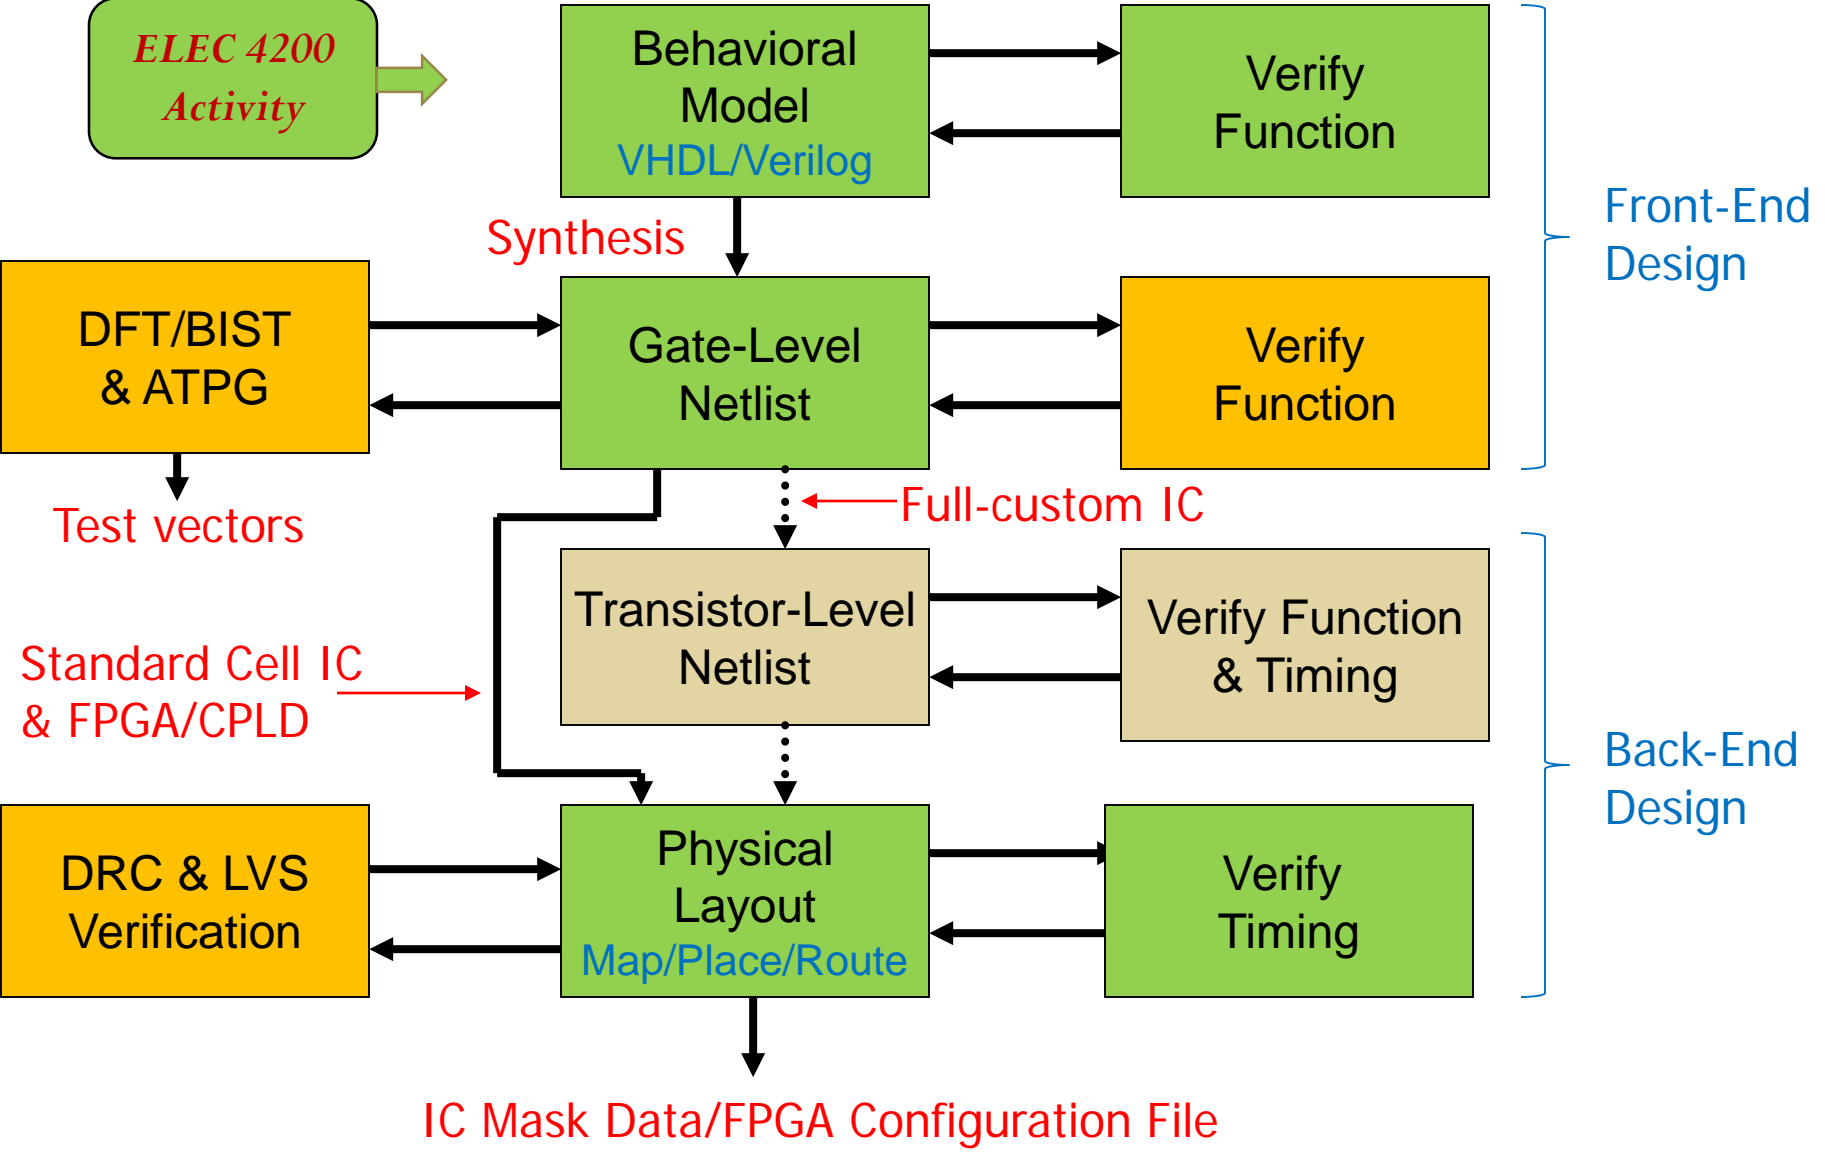 ELEC 4200
Activity
Behavioral
Model
VHDL/Verilog
Verify
Function
Front-End
Design
Synthesis
DFT/BIST
& ATPG
Gate-Level
Netlist
Verify
Function
Test vectors
Full-custom IC
Transistor-Level
Netlist
Verify Function
& Timing
Standard Cell IC
& FPGA/CPLD
Back-End
Design
DRC & LVS
Verification
Physical
Layout
Map/Place/Route
Verify
Timing
IC Mask Data/FPGA Configuration File